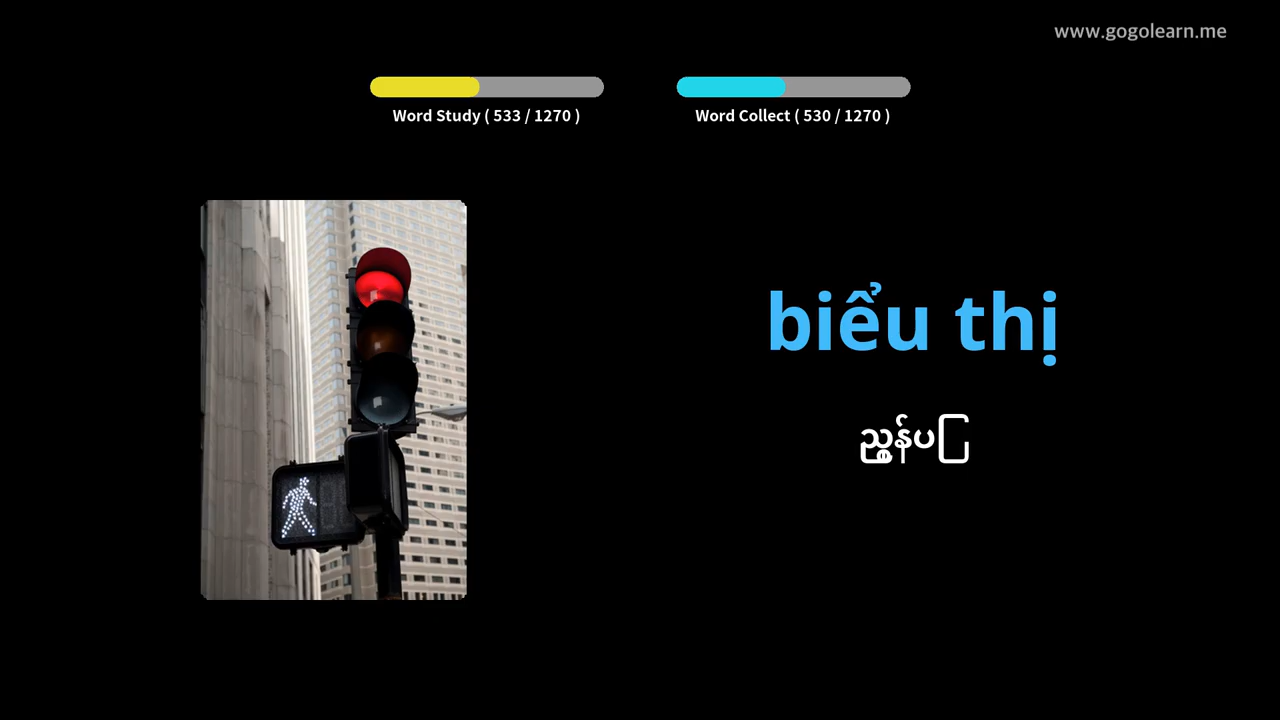 www.gogolearn.me
Word Study ( 533 / 1270 )
Word Collect ( 530 / 1270 )
biểu thị
ညွှန်ပြ